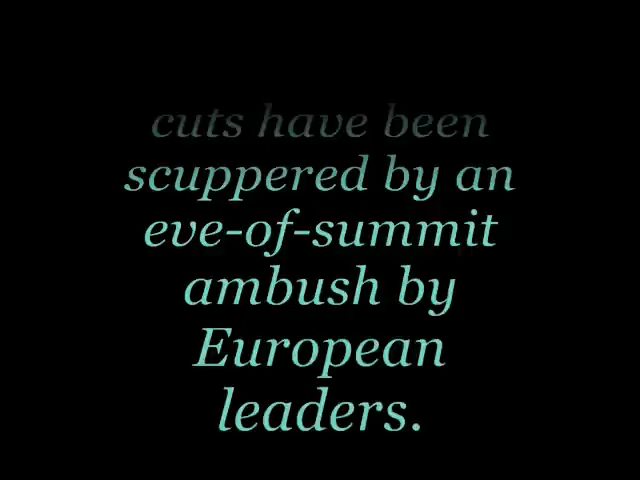 cuts have been
scuppered by an
eve-of-summit
ambush by
European
leaders.